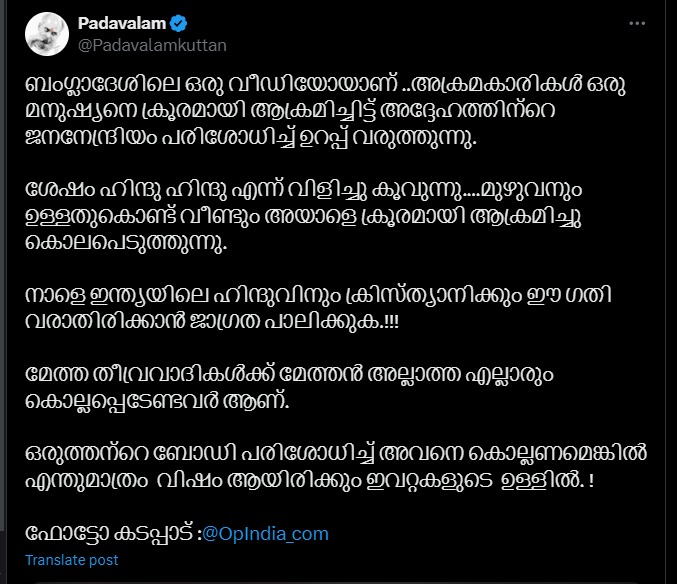 Padavalam
@Padavalamkuttan
ബംഗ്ലാദേശിലെ ഒരു വീഡിയോയാണ് ..അക്രമകാരികൾ ഒരു
മനുഷ്യനെ ക്രൂരമായി ആക്രമിച്ചിട്ട് അദ്ദേഹത്തിന്റെ
ജനനേന്ദ്രിയം പരിശോധിച്ച് ഉറപ്പ് വരുത്തുന്നു.
ശേഷം ഹിന്ദു ഹിന്ദു എന്ന് വിളിച്ചു കൂവുന്നു....മുഴുവനും
ഉള്ളതുകൊണ്ട് വീണ്ടും അയാളെ ക്രൂരമായി ആക്രമിച്ചു
കൊലപെടുത്തുന്നു.
നാളെ ഇന്ത്യയിലെ ഹിന്ദുവിനും ക്രിസ്ത്യാനിക്കും ഈ ഗതി
വരാതിരിക്കാൻ ജാഗ്രത പാലിക്കുക.!!!
മേത്ത തീവ്രവാദികൾക്ക് മേത്തൻ അല്ലാത്ത എല്ലാരും
കൊല്ലപ്പെടേണ്ടവർ ആണ്.
ഒരുത്തന്റെ ബോഡി പരിശോധിച്ച് അവനെ കൊല്ലണമെങ്കിൽ
എന്തുമാത്രം വിഷം ആയിരിക്കും ഇവറ്റകളുടെ ഉള്ളിൽ. !
ഫോട്ടോ കടപ്പാട് :@OpIndia_com
Translate post